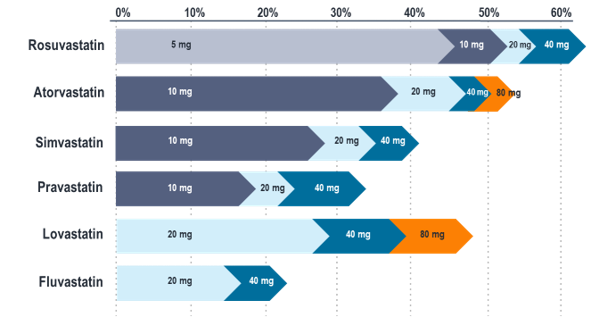 0% 10% 20% 30% 40% 50% 60%
Rosuvastatin 5 mg 10 mg 20 mg 40 mg
Atorvastatin 10 mg 20 mg 40 mg 80 mg
Simvastatin 10 mg 20 mg 40 mg
Pravastatin 10 mg 20 mg 40 mg
Lovastatin 20 mg 40 mg 80 mg
Fluvastatin 20 mg 40 mg